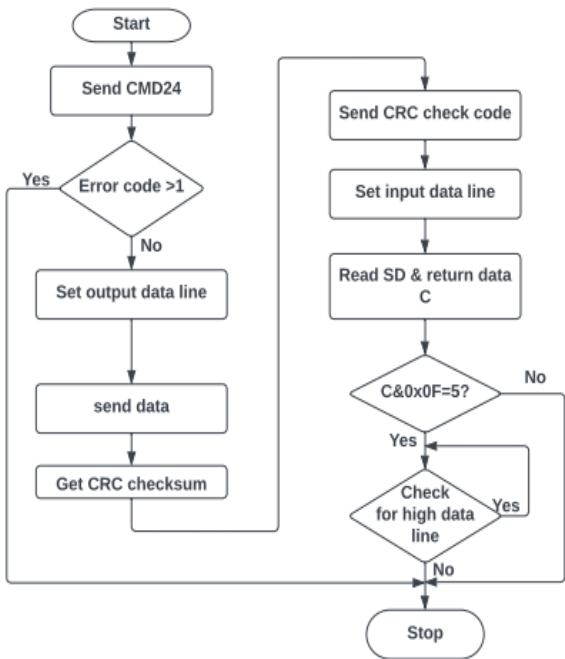 Start
Send CMD24
Error code >1
Yes
No
Set output data line
send data
Get CRC checksum
Send CRC check code
Set input data line
Read SD & return data
C
C&0x0F=5?
No
Yes
Check
for high data
line
Yes
No
Stop